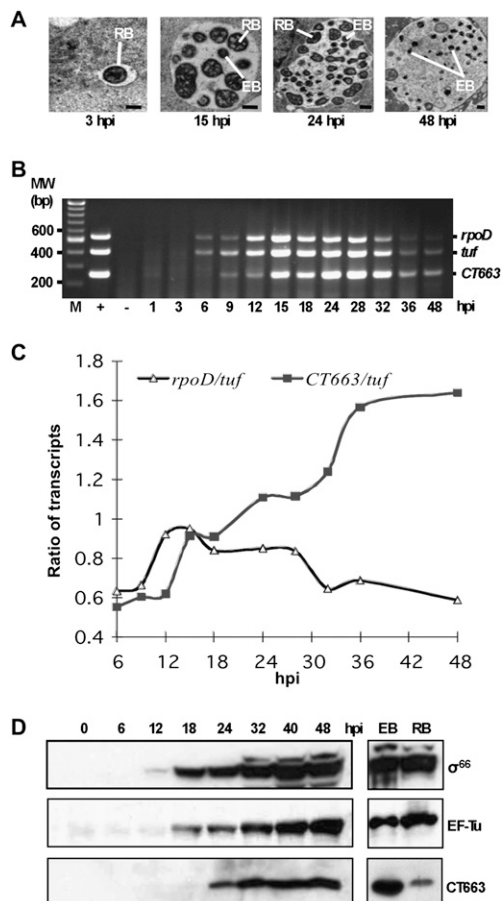 A
RB
RB
EB
RB
EB
EB
3 hpi
15 hpi
24 hpi
48 hpi
B
MW
(bp)
600
400
200
rpoD
tuf
CT663
M + - 1 3 6 9 12 15 18 24 28 32 36 48 hpi
C
rpoD/tuf CT663/tuf
Ratio of transcripts
1.8
1.6
1.4
1.2
1
0.8
0.6
0.4
6 12 18 24 30 36 42 48
hpi
D
0 6 12 18 24 32 40 48 hpi EB RB
σ66
EF-Tu
CT663